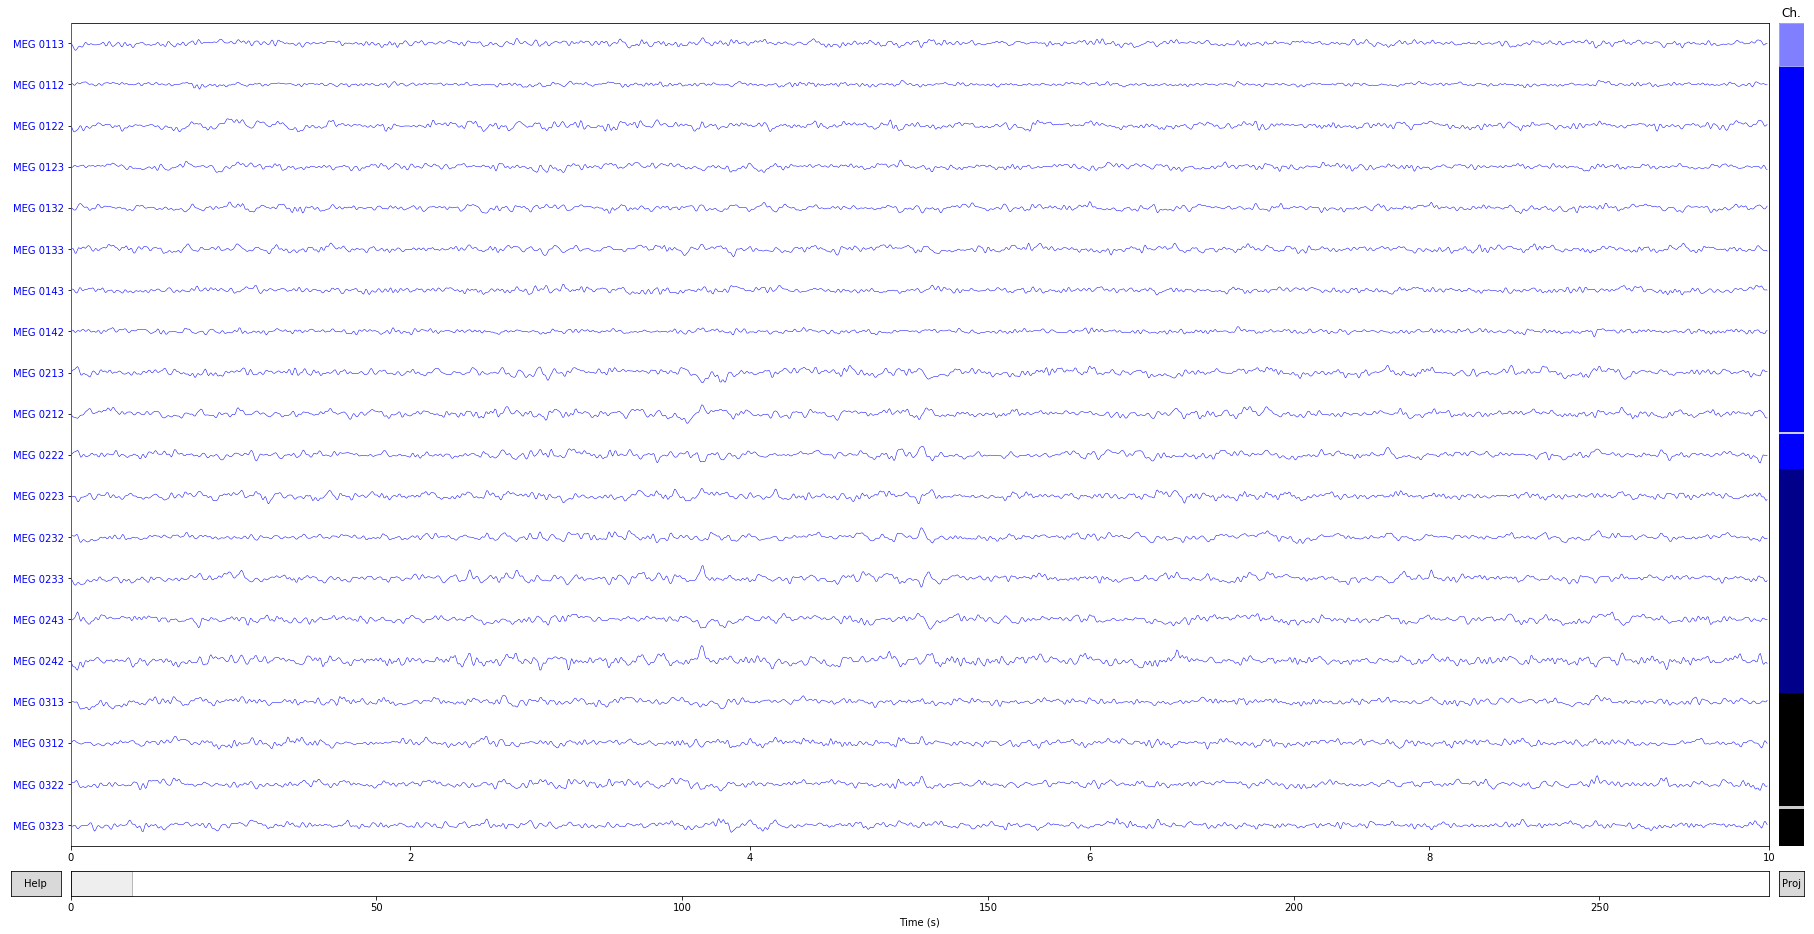 Ch.
MEG 0113
MEG 0112
MEG 0122
MEG 0123
MEG 0132
MEG 0133
MEG 0143
MEG 0142
MEG 0213
MEG 0212
MEG 0222
MEG 0223
MEG 0232
MEG 0233
MEG 0243
MEG 0242
MEG 0313
MEG 0312
MEG 0322
MEG 0323
0 2 4 6 8 10
Help Proj
0 50 100 150 200 250
Time (s)